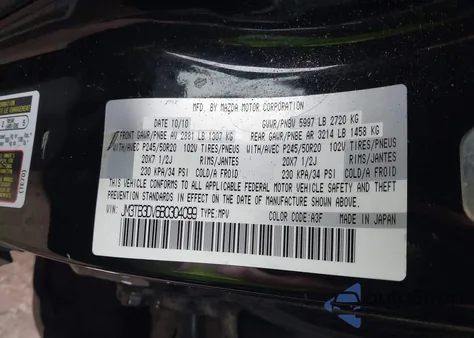 MFD. BY MAZDA MOTOR CORPORATION
DATE 10/10 GVWR/PNBV 5997 LB 2720 KG
FRONT GAWR/PNBE AV 2881 LB 1307 KG REAR GAWR/PNBE AR 3214 LB 1458 KG
WITH/AVEC P245/50R20 102V TIRES/PNEUS WITH/AVEC P245/50R20 102V TIRES/PNEUS
20X7 1/2J RIMS/JANTES 20X7 1/2J RIMS/JANTES
230 KPA/34 PSI COLD/A FROID 230 KPA/34 PSI COLD/A FROID
THIS VEHICLE CONFORMS TO ALL APPLICABLE FEDERAL MOTOR VEHICLE SAFETY, AND THEFT
PREVENTION STANDARDS IN EFFECT ON THE DATE OF MANUFACTURE SHOWN ABOVE.
VIN: JM3TB3DV6B0304099 TYPE: MPV COLOR CODE: A3F MADE IN JAPAN